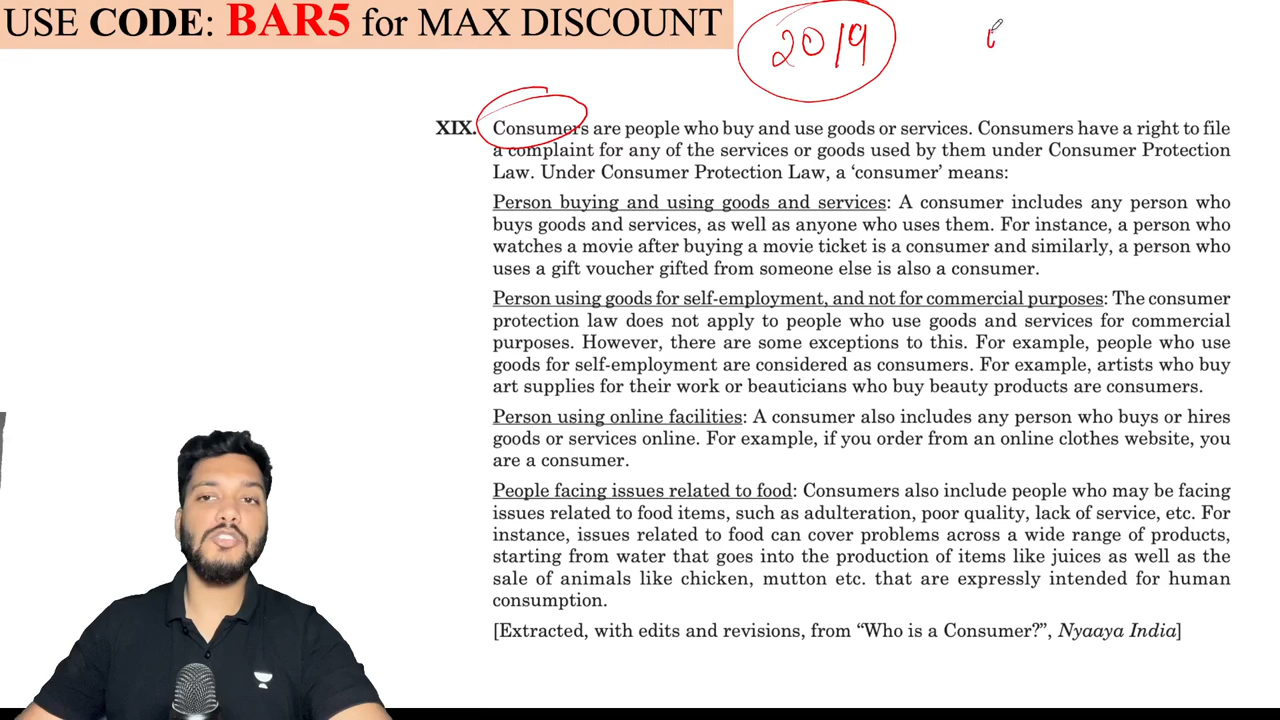 USE CODE: BAR5 for MAX DISCOUNT
2019
XIX. Consumers are people who buy and use goods or services. Consumers have a right to file
a complaint for any of the services or goods used by them under Consumer Protection
Law. Under Consumer Protection Law, a ‘consumer’ means:
Person buying and using goods and services: A consumer includes any person who
buys goods and services, as well as anyone who uses them. For instance, a person who
watches a movie after buying a movie ticket is a consumer and similarly, a person who
uses a gift voucher gifted from someone else is also a consumer.
Person using goods for self-employment, and not for commercial purposes: The consumer
protection law does not apply to people who use goods and services for commercial
purposes. However, there are some exceptions to this. For example, people who use
goods for self-employment are considered as consumers. For example, artists who buy
art supplies for their work or beauticians who buy beauty products are consumers.
Person using online facilities: A consumer also includes any person who buys or hires
goods or services online. For example, if you order from an online clothes website, you
are a consumer.
People facing issues related to food: Consumers also include people who may be facing
issues related to food items, such as adulteration, poor quality, lack of service, etc. For
instance, issues related to food can cover problems across a wide range of products,
starting from water that goes into the production of items like juices as well as the
sale of animals like chicken, mutton etc. that are expressly intended for human
consumption.
[Extracted, with edits and revisions, from “Who is a Consumer?”, Nyaaya India]